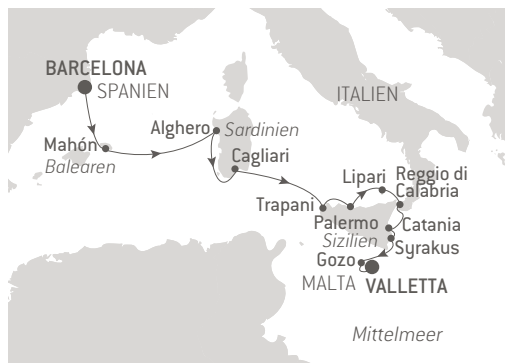 BARCELONA
SPANIEN
ITALIEN
Alghero
Sardinien
Mahón
Balearen
Cagliari
Lipari
Reggio di
Calabria
Trapani
Palermo
Sizilien
Catania
Syrakus
Gozo
MALTA
VALLETTA
Mittelmeer